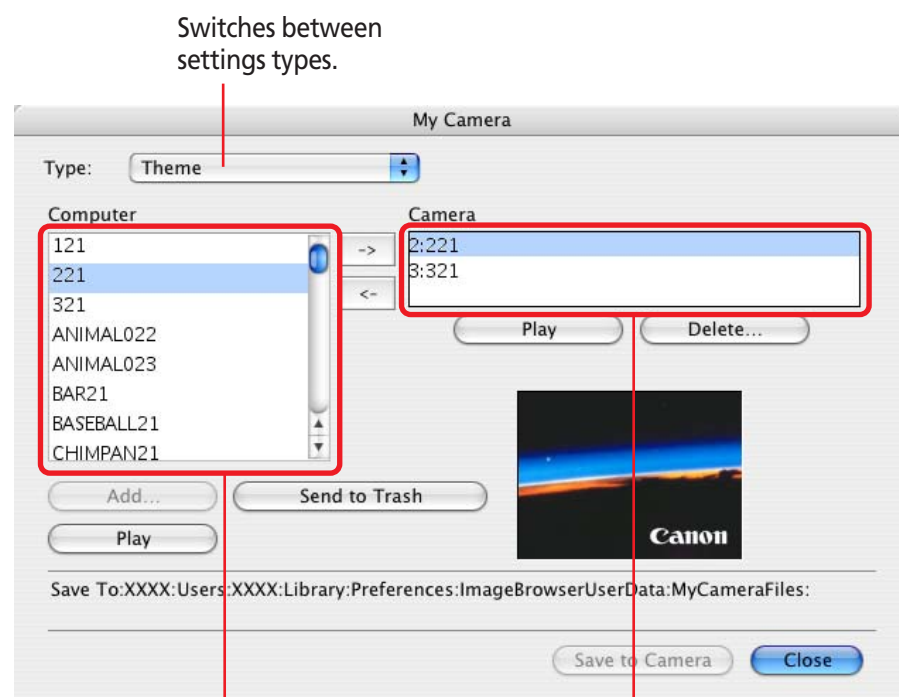 Switches between
settings types.
My Camera
Type: Theme
Computer
Camera
121
221
321
ANIMAL022
ANIMAL023
BAR21
BASEBALL21
CHIMPAN21
->
<-
2:221
3:321
Play
Delete...
Canon
Add...
Send to Trash
Play
Save To:XXXX:Users:XXXX:Library:Preferences:ImageBrowserUserData:MyCameraFiles:
Save to Camera
Close